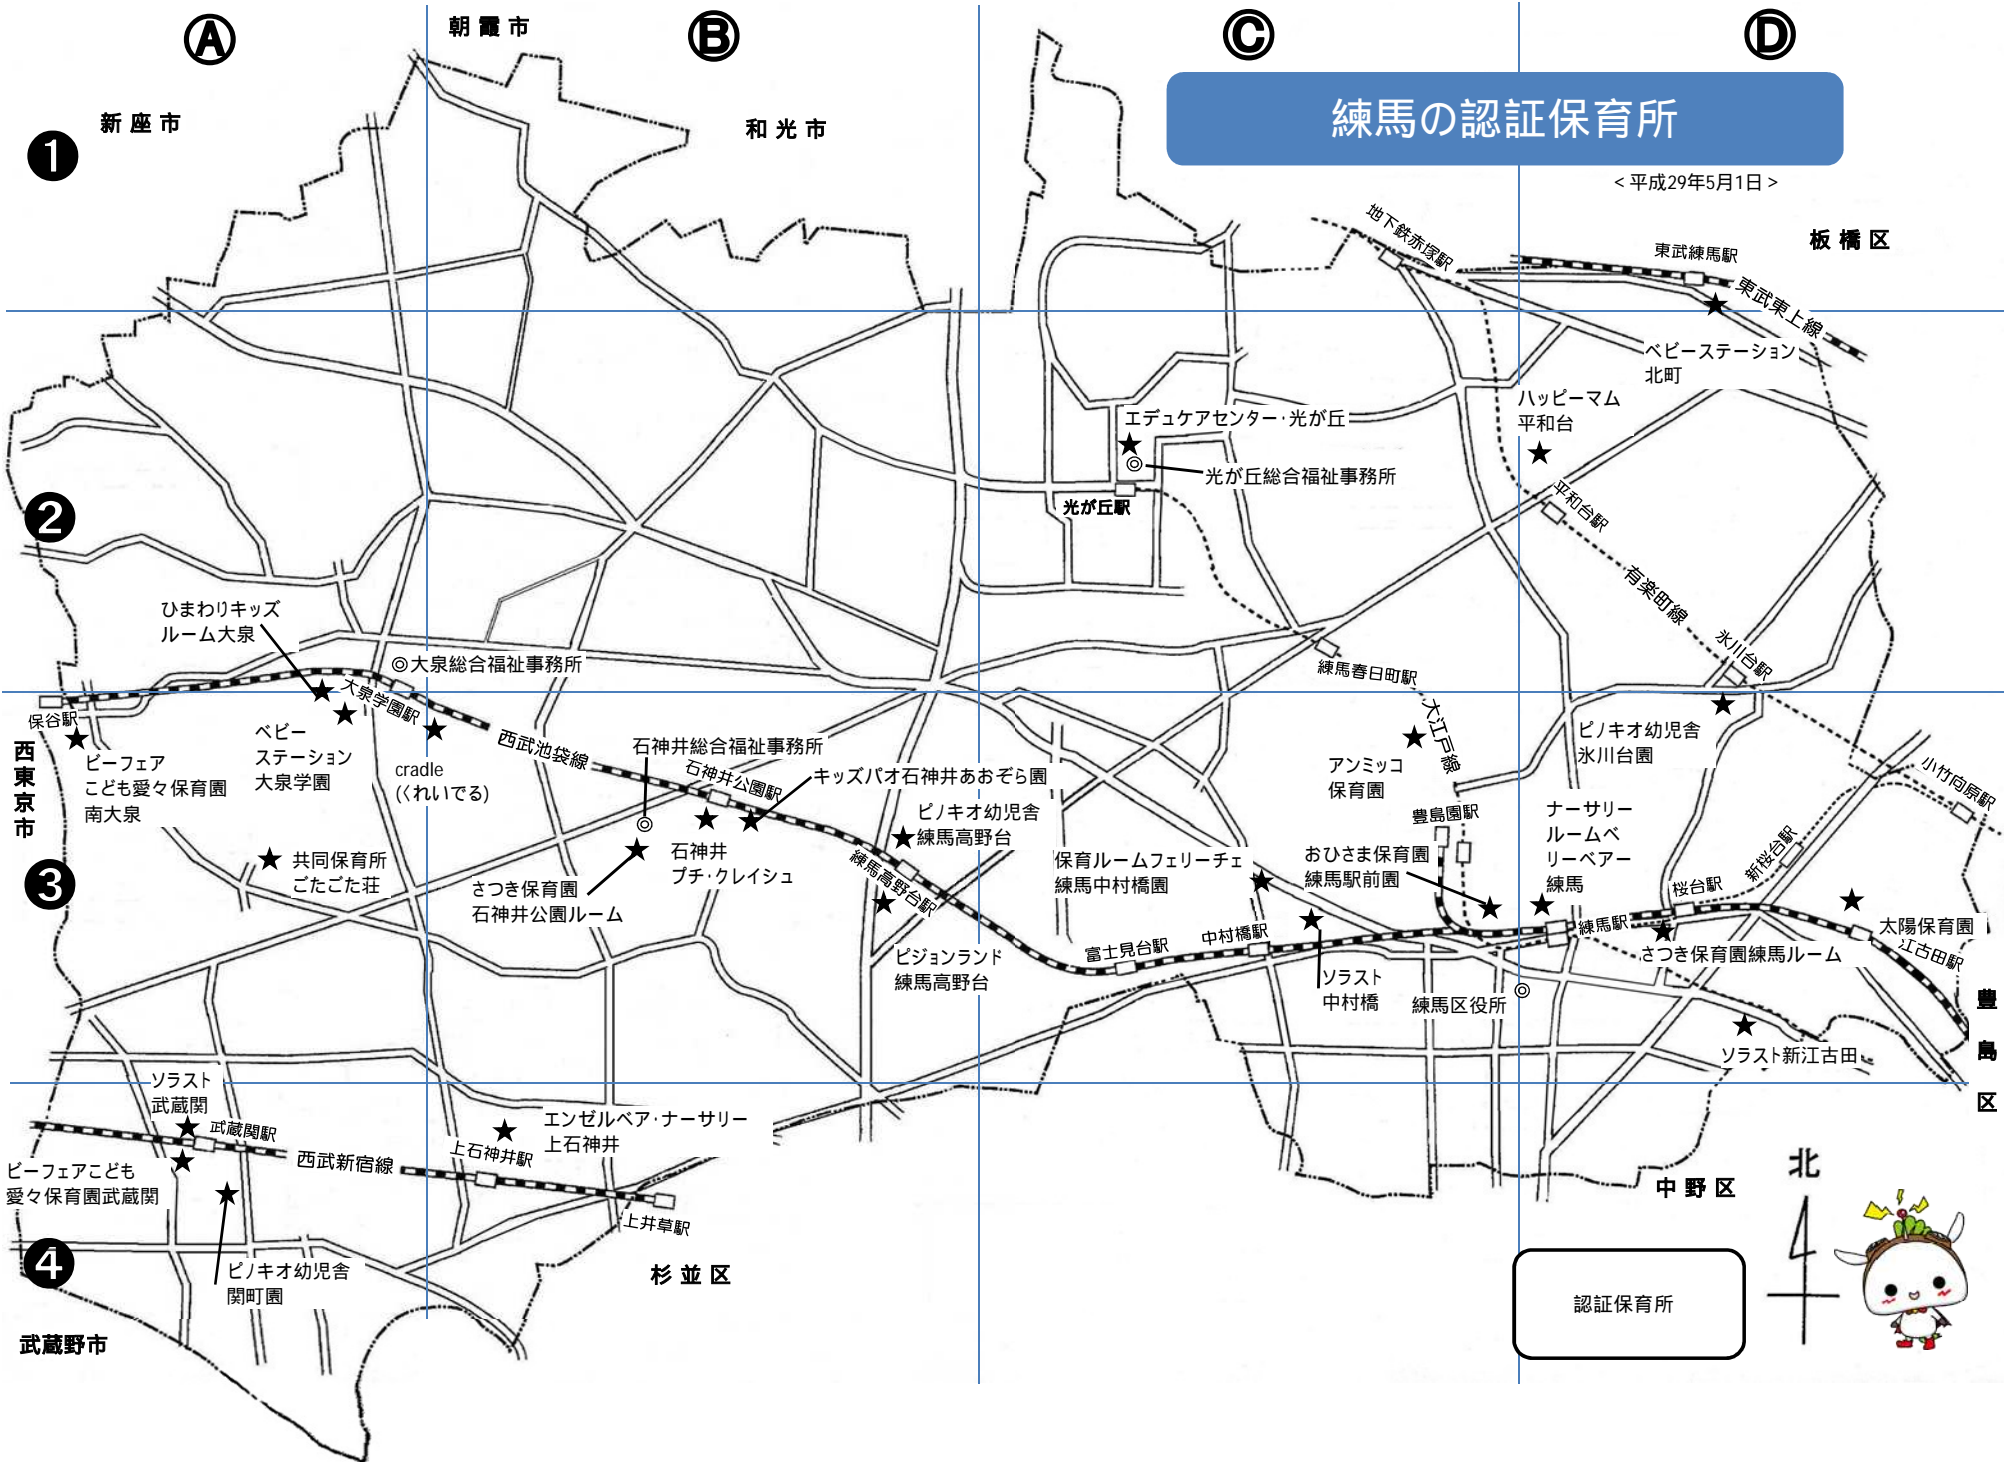 Ⓐ
朝霞市
Ⓑ
Ⓒ
Ⓓ
練馬の認証保育所
新座市
和光市
❶
＜平成29年5月1日＞
地下鉄赤塚駅
東武練馬駅
板橋区
東武東上線
ベビーステーション
北町
ハッピーマム
平和台
エデュケアセンター・光が丘
光が丘総合福祉事務所
光が丘駅
平和台駅
❷
有楽町線
ひまわりキッズ
ルーム大泉
◎大泉総合福祉事務所
氷川台駅
練馬春日町駅
大泉学園駅
保谷駅
大江戸線
西東京市
ビーフェア
こども愛々保育園
南大泉
ベビー
ステーション
大泉学園
cradle
(くれいでる)
西武池袋線
石神井総合福祉事務所
石神井公園駅
キッズパオ石神井あおぞら園
ピノキオ幼児舎
練馬高野台
アンミッコ
保育園
ピノキオ幼児舎
氷川台園
小竹向原駅
豊島園駅
ナーサリー
ルームベ
リーベアー
練馬
共同保育所
ごたごた荘
さつき保育園
石神井公園ルーム
石神井
プチ・クレイシュ
練馬高野台駅
保育ルームフェリーチェ
練馬中村橋園
おひさま保育園
練馬駅前園
新桜台駅
桜台駅
❸
太陽保育園
江古田駅
練馬駅
さつき保育園練馬ルーム
ピジョンランド
練馬高野台
富士見台駅
中村橋駅
ソラスト
中村橋
練馬区役所
ソラスト新江古田
豊島区
ソラスト
武蔵関
武蔵関駅
西武新宿線
上石神井駅
エンゼルベア・ナーサリー
上石神井
ビーフェアこども
愛々保育園武蔵関
上井草駅
❹
ピノキオ幼児舎
関町園
杉並区
中野区
北
認証保育所
武蔵野市